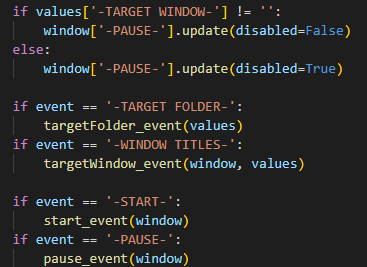 if values['-TARGET WINDOW-'] != '':
    window['-PAUSE-'].update(disabled=False)
else:
    window['-PAUSE-'].update(disabled=True)

if event == '-TARGET FOLDER-':
    targetFolder_event(values)
if event == '-WINDOW TITLES-':
    targetWindow_event(window, values)

if event == '-START-':
    start_event(window)
if event == '-PAUSE-':
    pause_event(window)